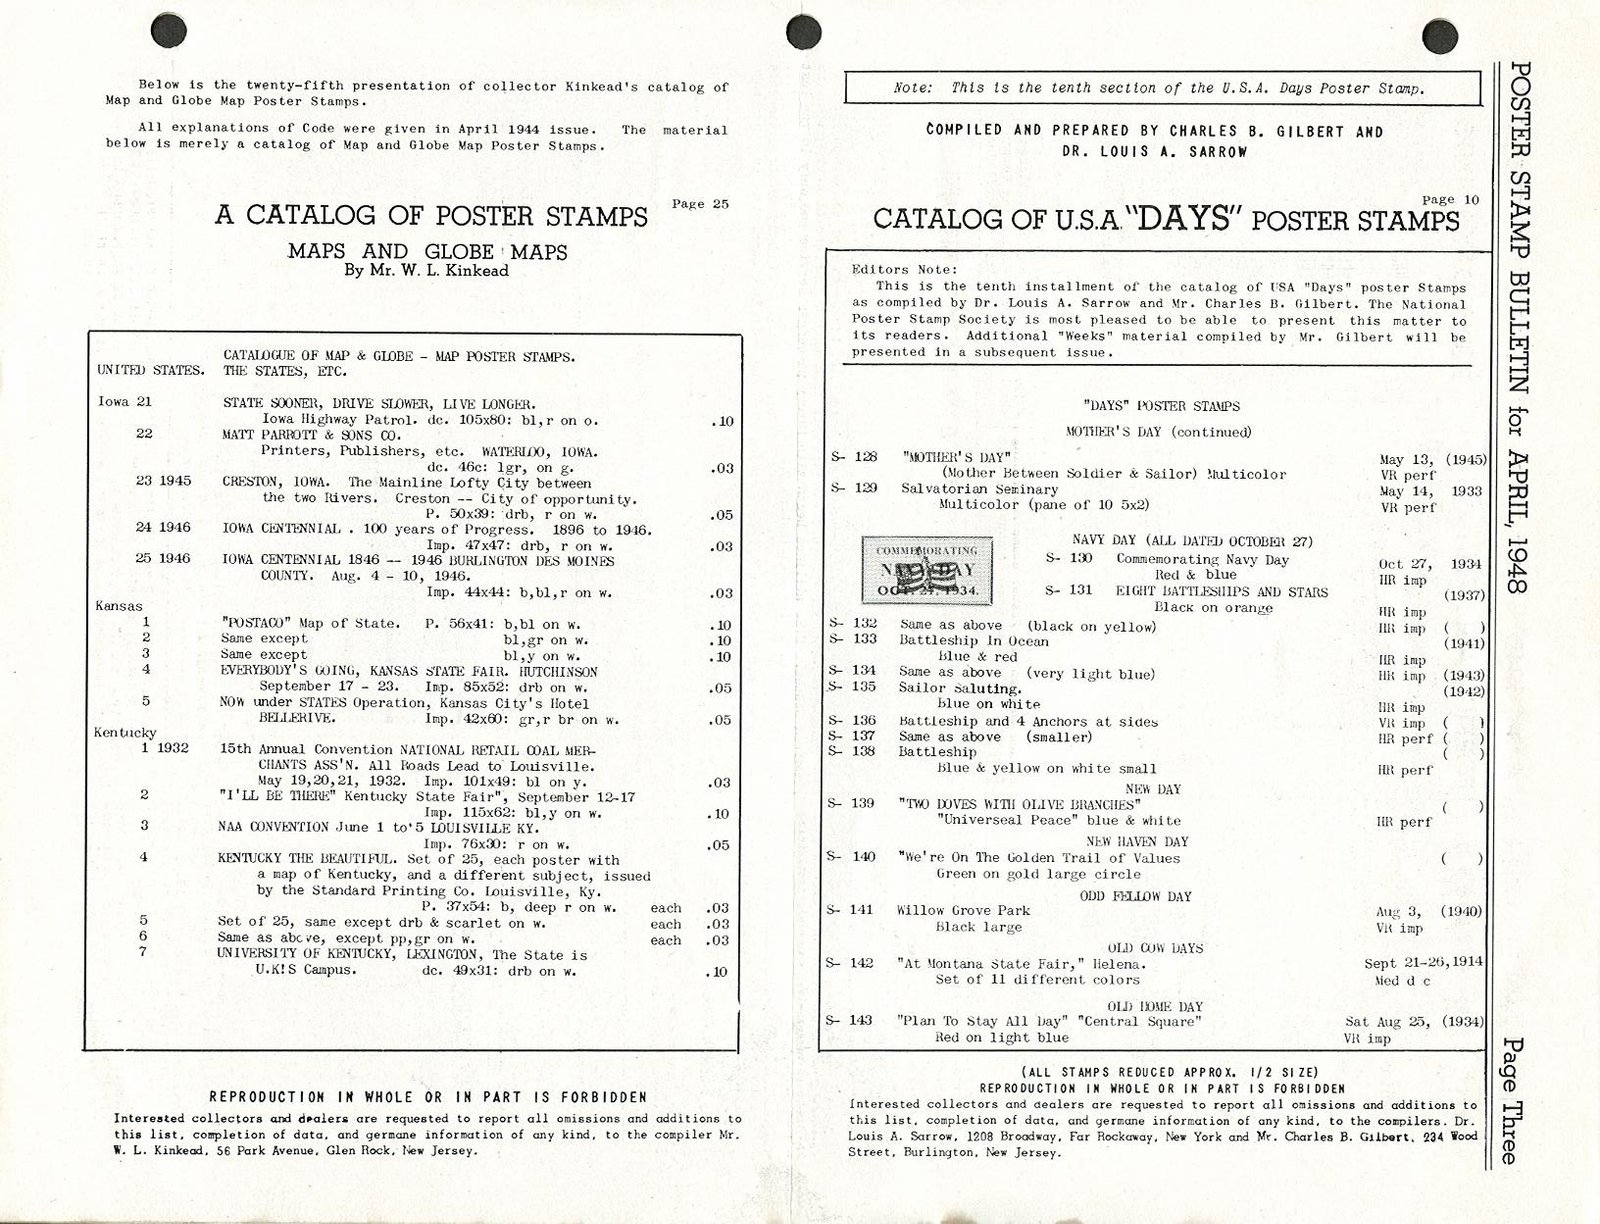 Below is the twenty-fifth presentation of collector Kinkead's catalog of
Map and Globe Map Poster Stamps.
All explanations of Code were given in April 1944 issue. The material
below is merely a catalog of Map and Globe Map Poster Stamps.
Page 25
A CATALOG OF POSTER STAMPS
MAPS AND GLOBE MAPS
By Mr. W. L. Kinkead
CATALOGUE OF MAP & GLOBE - MAP POSTER STAMPS.
UNITED STATES. THE STATES, ETC.
Iowa 21 STATE SOONER, DRIVE SLOWER, LIVE LONGER.
Iowa Highway Patrol. dc. 105x80: bl,r on o. .10
22 MATT PARROTT & SONS CO.
Printers, Publishers, etc. WATERLOO, IOWA.
dc. 46c: lgr, on g. .03
23 1945 CRESTON, IOWA. The Mainline Lofty City between
the two Rivers. Creston -- City of opportunity.
P. 50x39: drb, r on w. .05
24 1946 IOWA CENTENNIAL . 100 years of Progress. 1896 to 1946.
Imp. 47x47: drb, r on w. .03
25 1946 IOWA CENTENNIAL 1846 -- 1946 BURLINGTON DES MOINES
COUNTY. Aug. 4 - 10, 1946.
Imp. 44x44: b,bl,r on w. .03
Kansas
1 "POSTACO" Map of State. P. 56x41: b,bl on w. .10
2 Same except bl,gr on w. .10
3 Same except bl,y on w. .10
4 EVERYBODY'S GOING, KANSAS STATE FAIR. HUTCHINSON
September 17 - 23. Imp. 85x52: drb on w. .05
5 NOW under STATES Operation, Kansas City's Hotel
BELLERIVE. Imp. 42x60: gr,r br on w. .05
Kentucky
1 1932 15th Annual Convention NATIONAL RETAIL COAL MER-
CHANTS ASS'N. All Roads Lead to Louisville.
May 19,20,21, 1932. Imp. 101x49: bl on y. .03
2 "I'LL BE THERE" Kentucky State Fair", September 12-17
Imp. 115x62: bl,y on w. .10
3 NAA CONVENTION June 1 to'5 LOUISVILLE KY.
Imp. 76x30: r on w. .05
4 KENTUCKY THE BEAUTIFUL. Set of 25, each poster with
a map of Kentucky, and a different subject, issued
by the Standard Printing Co. Louisville, Ky.
P. 37x54: b, deep r on w. each .03
5 Set of 25, same except drb & scarlet on w. each .03
6 Same as above, except pp,gr on w. each .03
7 UNIVERSITY OF KENTUCKY, LEXINGTON, The State is
U.K!S Campus. dc. 49x31: drb on w. .10
REPRODUCTION IN WHOLE OR IN PART IS FORBIDDEN
Interested collectors and dealers are requested to report all omissions and additions to
this list, completion of data, and germane information of any kind, to the compiler Mr.
W. L. Kinkead, 56 Park Avenue, Glen Rock, New Jersey.
Note: This is the tenth section of the U.S.A. Days Poster Stamp.
COMPILED AND PREPARED BY CHARLES B. GILBERT AND
DR. LOUIS A. SARROW
Page 10
CATALOG OF U.S.A. "DAYS" POSTER STAMPS
Editors Note:
This is the tenth installment of the catalog of USA "Days" poster Stamps
as compiled by Dr. Louis A. Sarrow and Mr. Charles B. Gilbert. The National
Poster Stamp Society is most pleased to be able to present this matter to
its readers. Additional "Weeks" material compiled by Mr. Gilbert will be
presented in a subsequent issue.
"DAYS" POSTER STAMPS
MOTHER'S DAY (continued)
S- 128 "MOTHER'S DAY" May 13, (1945)
(Mother Between Soldier & Sailor) Multicolor VR perf
S- 129 Salvatorian Seminary May 14, 1933
Multicolor (pane of 10 5x2) VR perf
NAVY DAY (ALL DATED OCTOBER 27)
COMMEMORATING
NAVY DAY
OCT. 27. 1934.
S- 130 Commemorating Navy Day Oct 27, 1934
Red & blue HR imp
S- 131 EIGHT BATTLESHIPS AND STARS (1937)
Black on orange HR imp
S- 132 Same as above (black on yellow) HR imp ( )
S- 133 Battleship In Ocean (1941)
Blue & red HR imp
S- 134 Same as above (very light blue) HR imp (1943)
S- 135 Sailor Saluting. (1942)
Blue on white HR imp
S- 136 Battleship and 4 Anchors at sides VR imp ( )
S- 137 Same as above (smaller) HR perf ( )
S- 138 Battleship ( )
Blue & yellow on white small HR perf
NEW DAY
S- 139 "TWO DOVES WITH OLIVE BRANCHES" ( )
"Universeal Peace" blue & white HR perf
NEW HAVEN DAY
S- 140 "We're On The Golden Trail of Values ( )
Green on gold large circle
ODD FELLOW DAY
S- 141 Willow Grove Park Aug 3, (1940)
Black large VR imp
OLD COW DAYS
S- 142 "At Montana State Fair," Helena. Sept 21-26,1914
Set of 11 different colors Med d c
OLD HOME DAY
S- 143 "Plan To Stay All Day" "Central Square" Sat Aug 25, (1934)
Red on light blue VR imp
(ALL STAMPS REDUCED APPROX. 1/2 SIZE)
REPRODUCTION IN WHOLE OR IN PART IS FORBIDDEN
Interested collectors and dealers are requested to report all omissions and additions to
this list, completion of data, and germane information of any kind, to the compilers. Dr.
Louis A. Sarrow, 1208 Broadway, Far Rockaway, New York and Mr. Charles B. Gilbert, 234 Wood
Street, Burlington, New Jersey.
POSTER STAMP BULLETIN for APRIL, 1948
Page Three